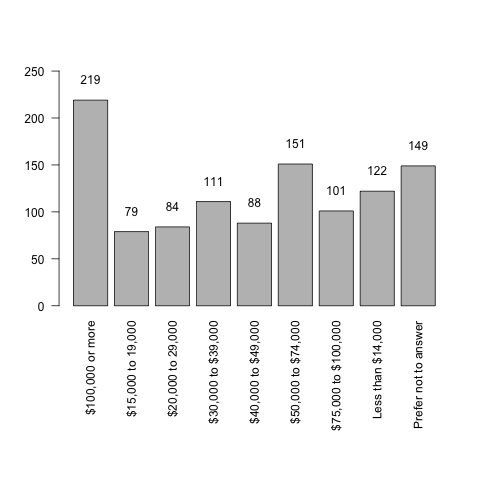 250
200
150
100
50
0
219
79
84
111
88
151
101
122
149
$100,000 or more
$15,000 to 19,000
$20,000 to 29,000
$30,000 to $39,000
$40,000 to $49,000
$50,000 to $74,000
$75,000 to $100,000
Less than $14,000
Prefer not to answer